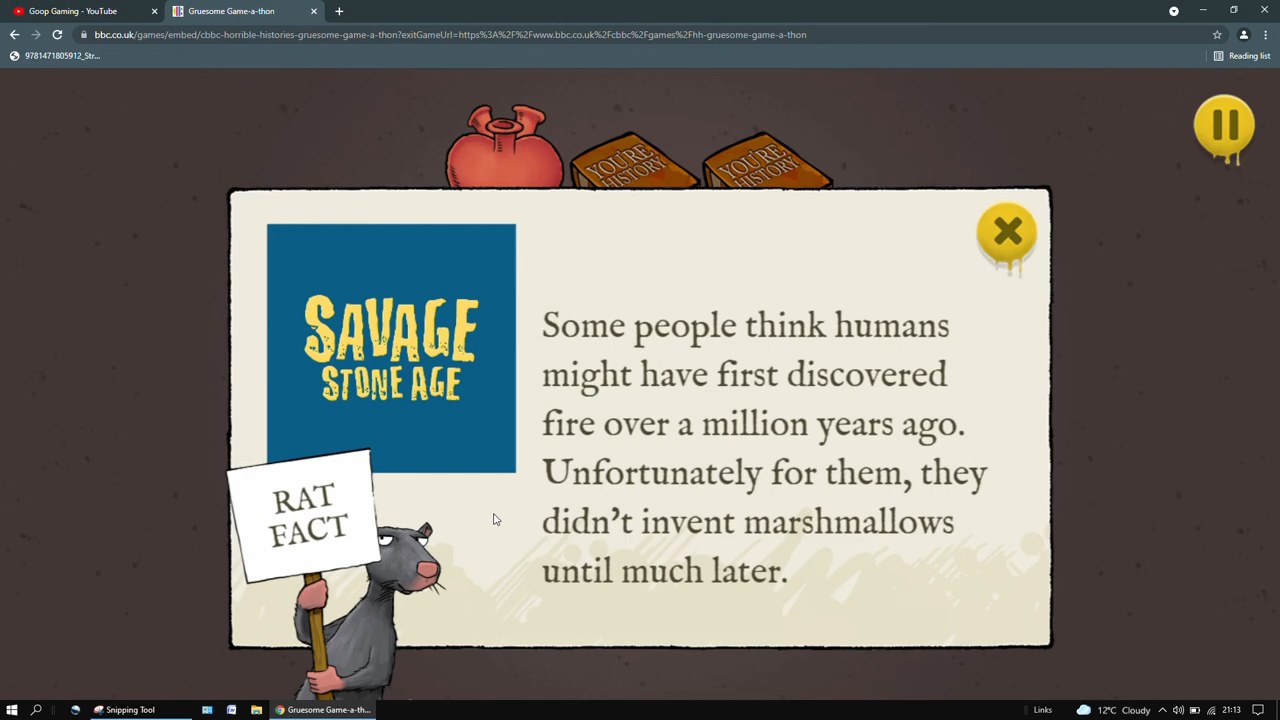 Goop Gaming - YouTube
Gruesome Game-a-thon
bbc.co.uk/games/embed/cbbc-horrible-histories-gruesome-game-a-thon?exitGameUrl=https%3A%2F%2Fwww.bbc.co.uk%2Fcbbc%2Fgames%2Fhh-gruesome-game-a-thon
9781471805912_Str...
Reading list
YOU'RE HISTORY
YOU'RE HISTORY
SAVAGE
STONE AGE
Some people think humans
might have first discovered
fire over a million years ago.
Unfortunately for them, they
didn't invent marshmallows
until much later.
RAT
FACT
Snipping Tool
Gruesome Game-a-th...
Links
12°C Cloudy
21:13